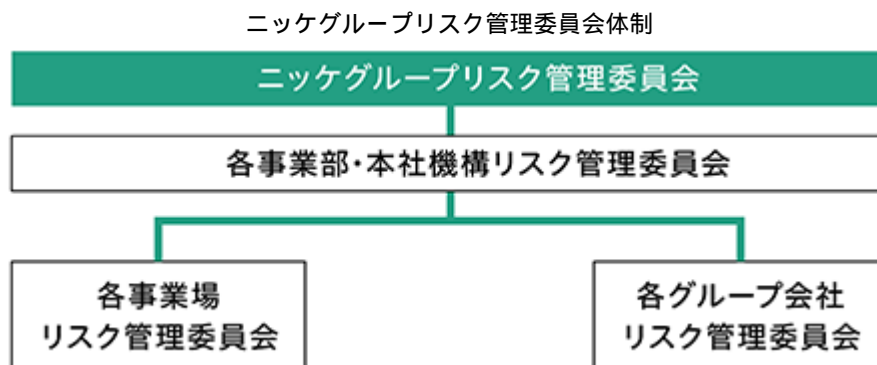 ニッケグループリスク管理委員会体制
ニッケグループリスク管理委員会
各事業部・本社機構リスク管理委員会
各事業場
リスク管理委員会
各グループ会社
リスク管理委員会